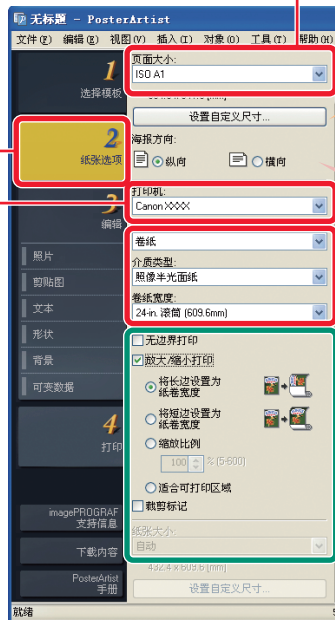 无标题 - PosterArtist
文件(F) 编辑(E) 视图(V) 插入(I) 对象(O) 工具(T) 帮助(H)
1
选择模板
2
纸张选项
3
编辑
照片
剪贴图
文本
形状
背景
可变数据
4
打印
imagePROGRAF
支持信息
下载内容
PosterArtist
手册
页面大小:
ISO A1
设置自定义尺寸...
海报方向:
纵向 横向
打印机:
Canon XXXX
卷纸
介质类型:
照像半光面纸
卷纸宽度:
24-in. 滚筒 (609.6mm)
无边界打印
放大/缩小打印
将长边设置为
纸卷宽度
将短边设置为
纸卷宽度
缩放比例
100 % (5-600)
适合可打印区域
裁剪标记
纸张大小:
自动
432.4 x 609.6 (mm)
设置自定义尺寸...
就绪